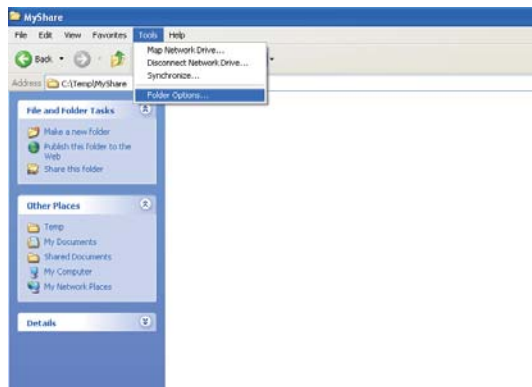 MyShare
File Edit View Favorites Tools Help
Back
Map Network Drive...
Disconnect Network Drive...
Synchronize...
Folder Options...
Address C:\Temp\MyShare
File and Folder Tasks
Make a new folder
Publish this folder to the
Web
Share this folder
Other Places
Temp
My Documents
Shared Documents
My Computer
My Network Places
Details